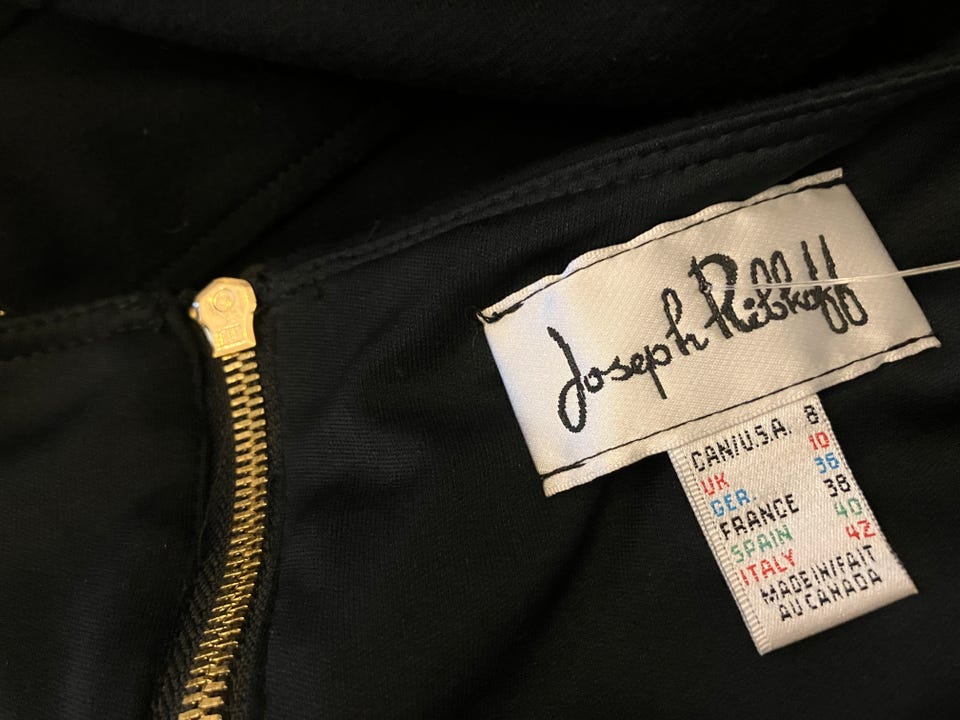 Joseph Ribkoff
CAN/U.S.A. 8
UK 10
GER. 36
FRANCE 38
SPAIN 40
ITALY 42
MADE IN/FAIT
AU CANADA